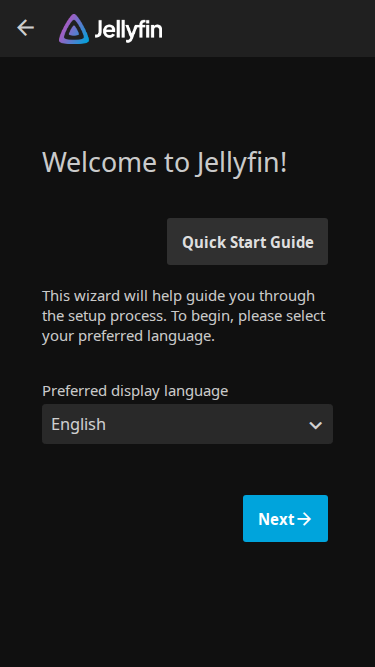 Jellyfin
Welcome to Jellyfin!
Quick Start Guide
This wizard will help guide you through
the setup process. To begin, please select
your preferred language.
Preferred display language
English
Next